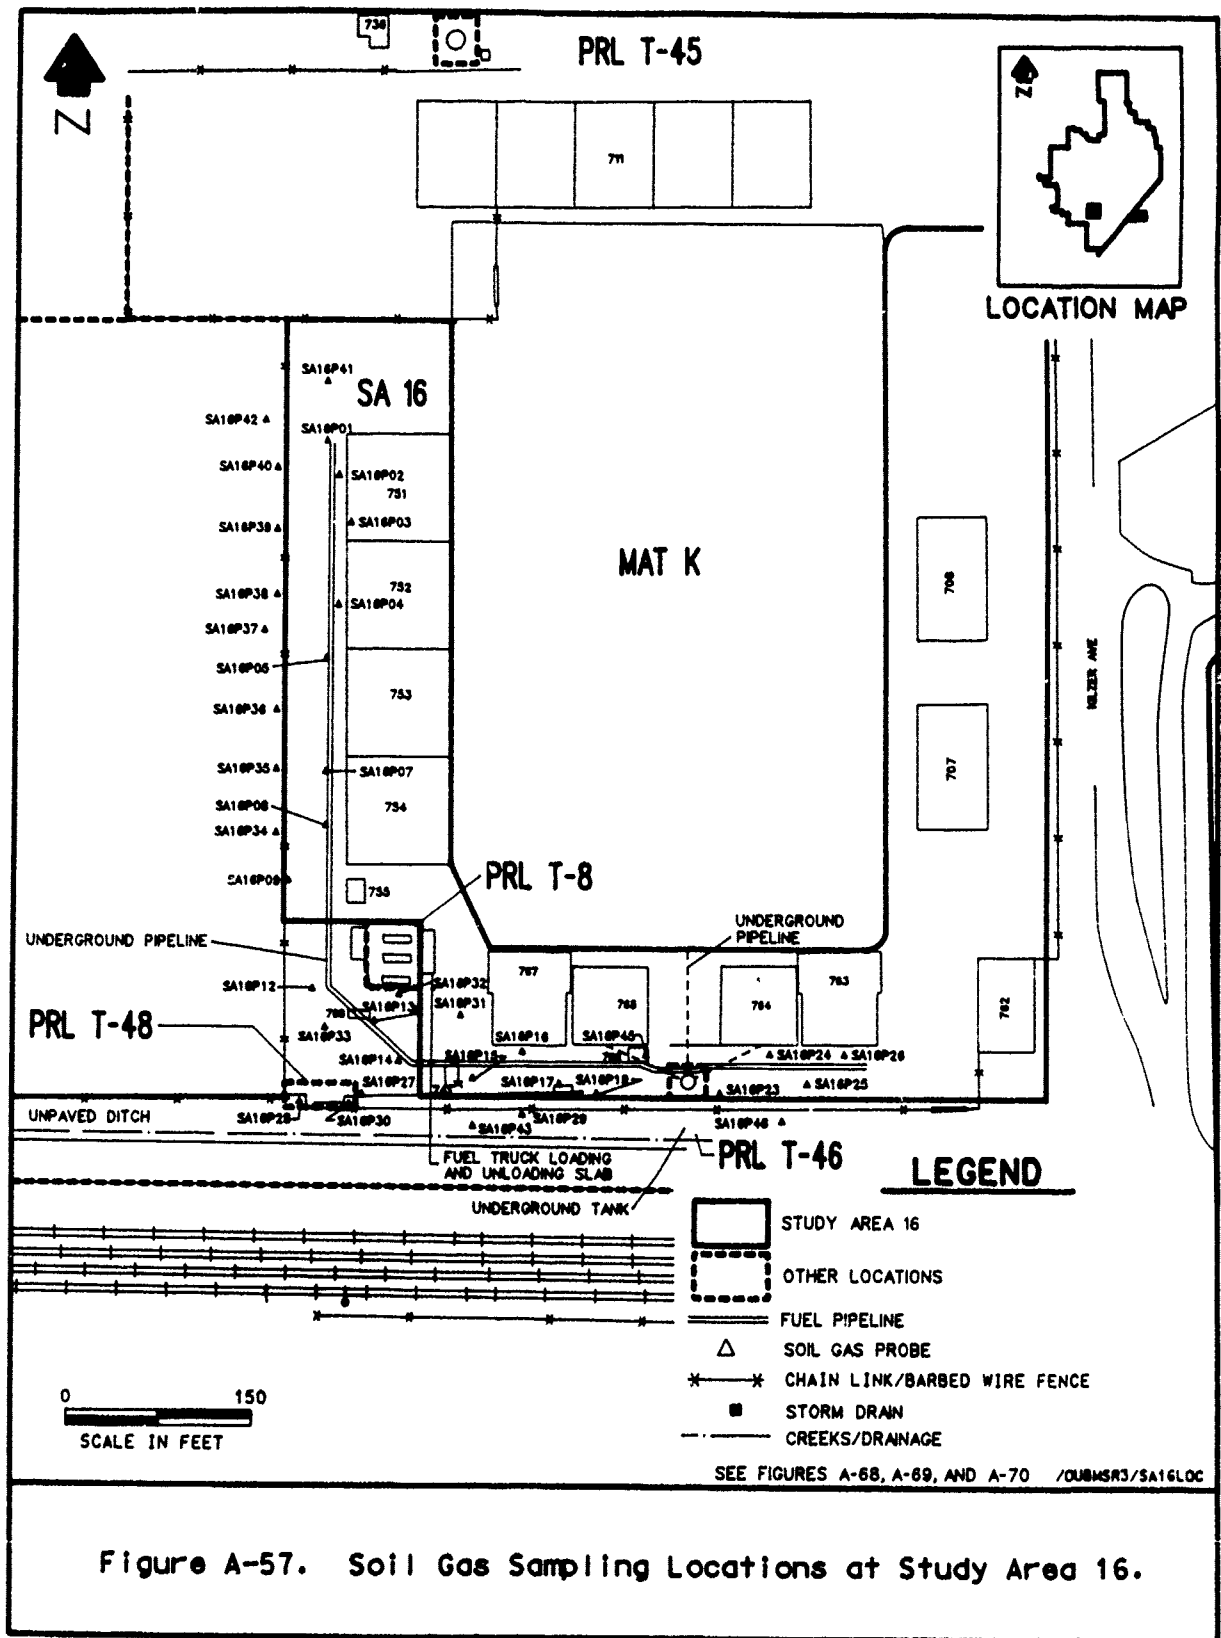 736
PRL T-45
N
711
N
LOCATION MAP
SA16P41
SA 16
SA16P42
SA16P01
SA16P40
SA16P02
751
SA16P39
SA16P03
MAT K
752
SA16P38
SA16P04
706
SA16P37
SA16P05
753
SA16P36
SA16P35
SA16P07
707
754
SA16P34
SA16P09
755
PRL T-8
UNDERGROUND
PIPELINE
UNDERGROUND PIPELINE
767
763
SA16P12
SA16P32
SA16P13
SA16P31
768
764
762
PRL T-48
SA16P33
SA16P14
SA16P15
SA16P16
SA16P45
SA16P24
SA16P26
SA16P27
SA16P17
SA16P18
SA16P23
SA16P25
UNPAVED DITCH
SA16P28
SA16P30
SA16P29
SA16P43
SA16P46
FUEL TRUCK LOADING
AND UNLOADING SLAB
PRL T-46
UNDERGROUND TANK
LEGEND
STUDY AREA 16
OTHER LOCATIONS
FUEL PIPELINE
SOIL GAS PROBE
CHAIN LINK/BARBED WIRE FENCE
STORM DRAIN
CREEKS/DRAINAGE
0 150
SCALE IN FEET
SEE FIGURES A-68, A-69, AND A-70 /OUBMSR3/SA16LOC
Figure A-57. Soil Gas Sampling Locations at Study Area 16.